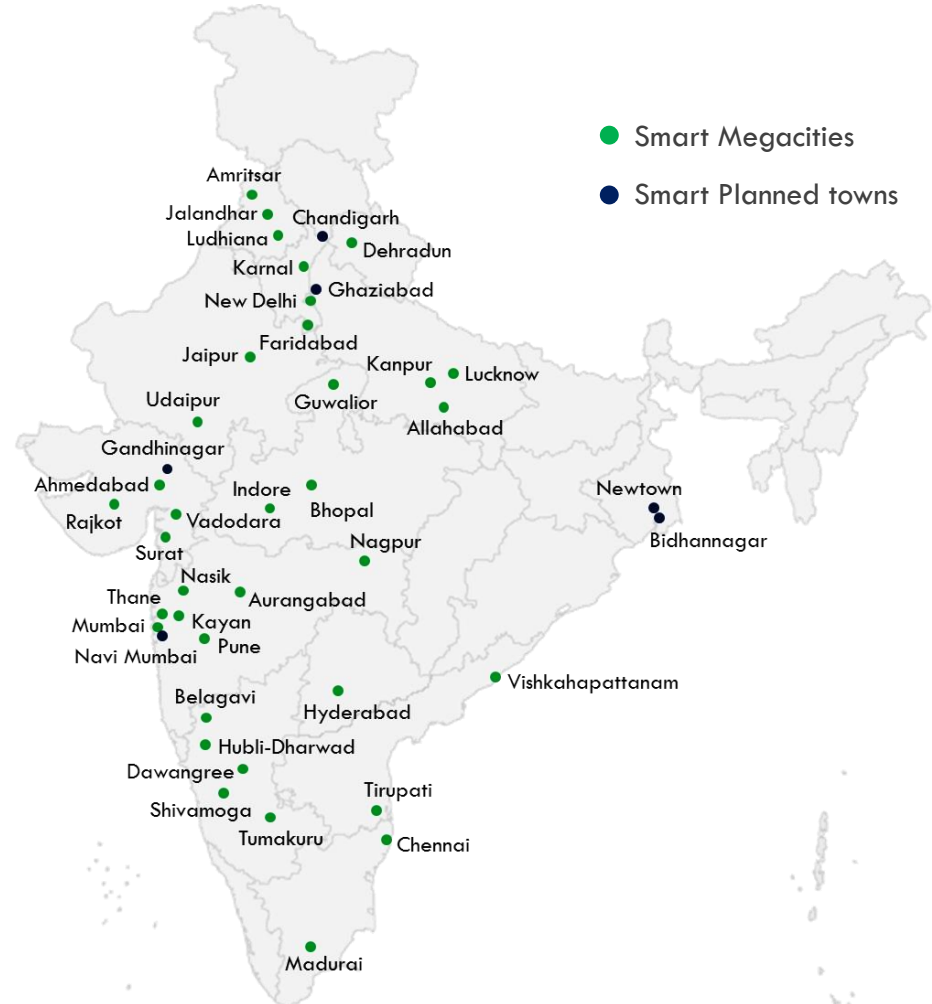 Smart Megacities
Smart Planned towns
Amritsar
Jalandhar
Chandigarh
Ludhiana
Dehradun
Karnal
Ghaziabad
New Delhi
Faridabad
Jaipur
Kanpur
Lucknow
Guwalior
Udaipur
Allahabad
Gandhinagar
Ahmedabad
Indore
Newtown
Bhopal
Rajkot
Vadodara
Bidhannagar
Surat
Nagpur
Nasik
Thane
Aurangabad
Mumbai
Kayan
Pune
Navi Mumbai
Vishkahapattanam
Belagavi
Hyderabad
Hubli-Dharwad
Dawangree
Tirupati
Shivamoga
Tumakuru
Chennai
Madurai